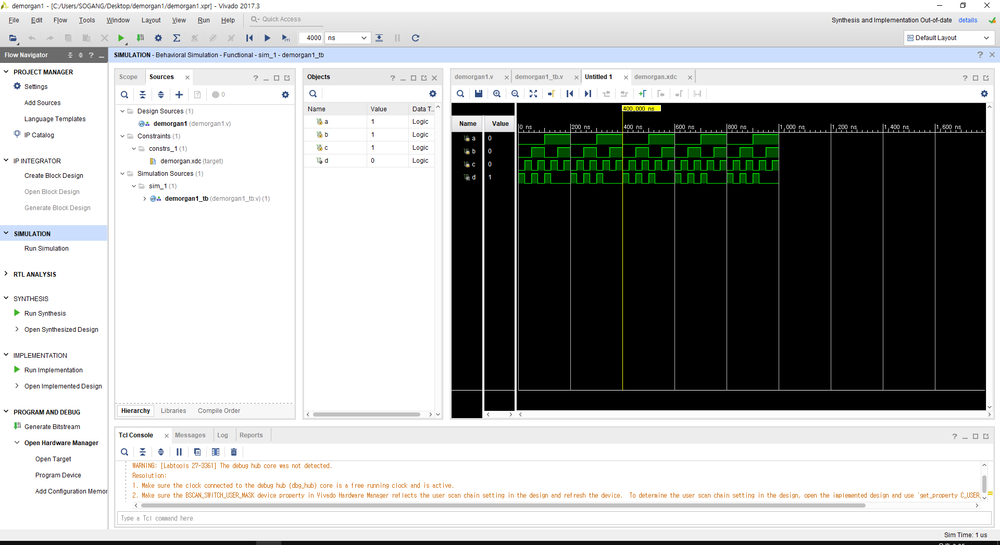 demorgan1 - [C:/Users/SOGANG/Desktop/demorgan1/demorgan1.xpr] - Vivado 2017.3
File Edit Flow Tools Window Layout View Run Help Quick Access
Synthesis and Implementation Out-of-date details
4000 ns
Default Layout
Flow Navigator
SIMULATION - Behavioral Simulation - Functional - sim_1 - demorgan1_tb
PROJECT MANAGER
Settings
Add Sources
Language Templates
IP Catalog
IP INTEGRATOR
Create Block Design
Open Block Design
Generate Block Design
SIMULATION
Run Simulation
RTL ANALYSIS
SYNTHESIS
Run Synthesis
Open Synthesized Design
IMPLEMENTATION
Run Implementation
Open Implemented Design
PROGRAM AND DEBUG
Generate Bitstream
Open Hardware Manager
Open Target
Program Device
Add Configuration Memor
Scope Sources
0
Design Sources (1)
demorgan1 (demorgan1.v)
Constraints (1)
constrs_1 (1)
demorgan.xdc (target)
Simulation Sources (1)
sim_1 (1)
demorgan1_tb (demorgan1_tb.v) (1)
Hierarchy Libraries Compile Order
Objects
Name Value Data T..
a 1 Logic
b 1 Logic
c 1 Logic
d 0 Logic
demorgan1.v demorgan1_tb.v Untitled 1 demorgan.xdc
400,000 ns
Name Value
0 ns 200 ns 400 ns 600 ns 800 ns 1,000 ns 1,200 ns 1,400 ns 1,600 ns
a 0
b 0
c 0
d 1
Tcl Console Messages Log Reports
WARNING: [Labtools 27-3361] The debug hub core was not detected.
Resolution:
1. Make sure the clock connected to the debug hub (dbg_hub) core is a free running clock and is active.
2. Make sure the BSCAN_SWITCH_USER_MASK device property in Vivado Hardware Manager reflects the user scan chain setting in the design and refresh the device. To determine the user scan chain setting in the design, open the implemented design and use 'get_property C_USER_
Type a Tcl command here
Sim Time: 1 us